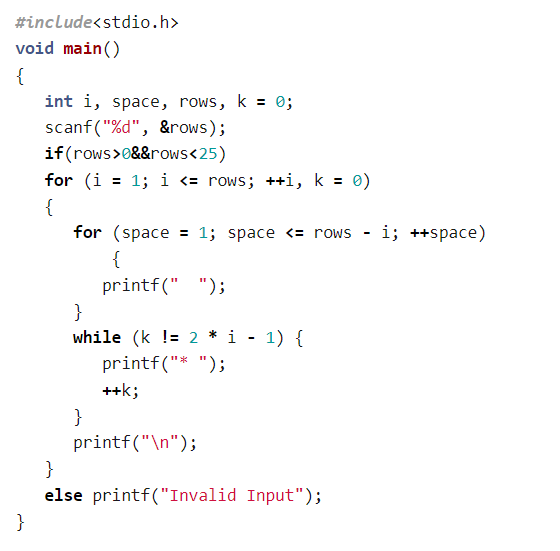 #include<stdio.h>
void main()
{
   int i, space, rows, k = 0;
   scanf("%d", &rows);
   if(rows>0&&rows<25)
   for (i = 1; i <= rows; ++i, k = 0)
   {
      for (space = 1; space <= rows - i; ++space)
          {
         printf("  ");
      }
      while (k != 2 * i - 1) {
         printf("* ");
         ++k;
      }
      printf("\n");
   }
   else printf("Invalid Input");
}